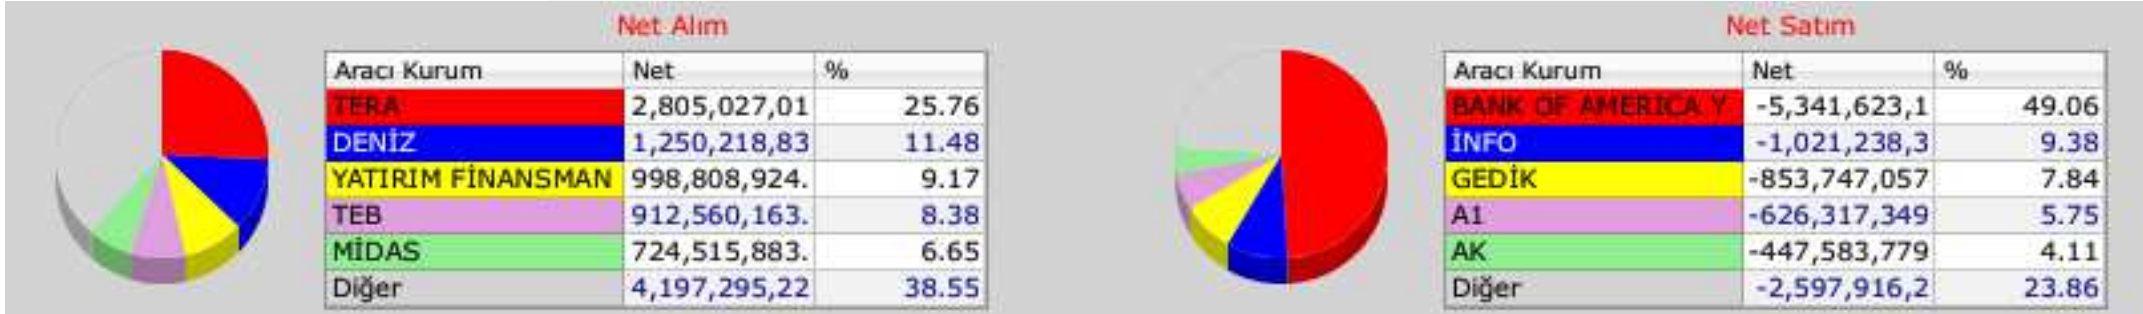 Net Alım
Aracı Kurum Net %
TERA 2,805,027,01 25.76
DENİZ 1,250,218,83 11.48
YATIRIM FİNANSMAN 998,808,924. 9.17
TEB 912,560,163. 8.38
MİDAS 724,515,883. 6.65
Diğer 4,197,295,22 38.55
Net Satım
Aracı Kurum Net %
BANK OF AMERICA Y -5,341,623,1 49.06
İNFO -1,021,238,3 9.38
GEDİK -853,747,057 7.84
A1 -626,317,349 5.75
AK -447,583,779 4.11
Diğer -2,597,916,2 23.86